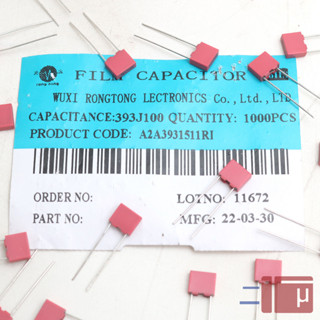 FILM CAPACITOR
WUXI RONGTONG LECTRONICS Co.,Ltd.,LTD
CAPACITANCE:393J100 QUANTITY: 1000PCS
PRODUCT CODE: A2A3931511RI
ORDER NO:
LOTNO: 11672
PART NO:
MFG: 22-03-30
µ